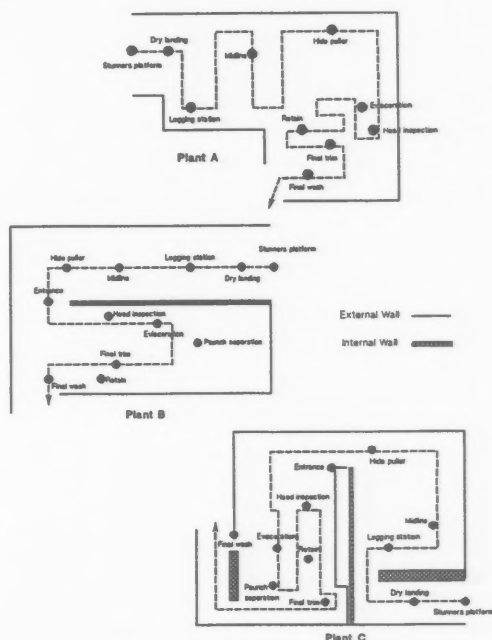 Dry landing
Hide puller
Stunners platform
Midline
Legging station
Evisceration
Retain
Head inspection
Final trim
Plant A
Final wash
Stunners platform
Hide puller
Legging station
Midline
Dry landing
Entrance
Head inspection
Evisceration
Paunch separation
Final trim
Final wash
Retain
Plant B
External Wall
Internal Wall
Entrance
Hide puller
Head inspection
Midline
Final wash
Evisceration
Legging station
Retain
Paunch
separation
Final trim
Dry landing
Stunners platform
Plant C